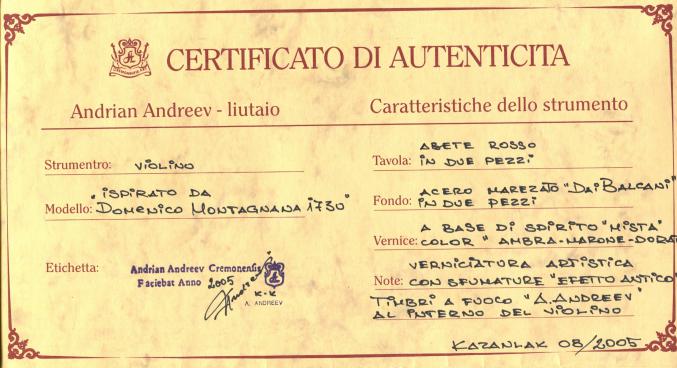 CERTIFICATO DI AUTENTICITA
Andrian Andreev - liutaio
Caratteristiche dello strumento
Strumentro: ViOLiNO
Modello: "iSPiRATO DA
DOMENiCO MONTAGNANA 1730"
Etichetta: Andrian Andreev Cremonensis
Faciebat Anno 2005
K-K
A. ANDREEV
Tavola: ABETE ROSSO
iN DUE PEZZi
Fondo: ACERO MAREZATO "DAi BALCANi"
iN DUE PEZZi
Vernice: A BASE Di SPiRiTO "MiSTA"
COLOR "AMBRA-MARONE-DORAT
Note: VERNiCiATURA ARTiSTiCA
CON SFUMATURE "EFETTO ANTiCO"
TiMBRi A FUOCO "A.ANDREEV"
AL iNTERNO DEL ViOLiNO
KAZANLAK 08/2005